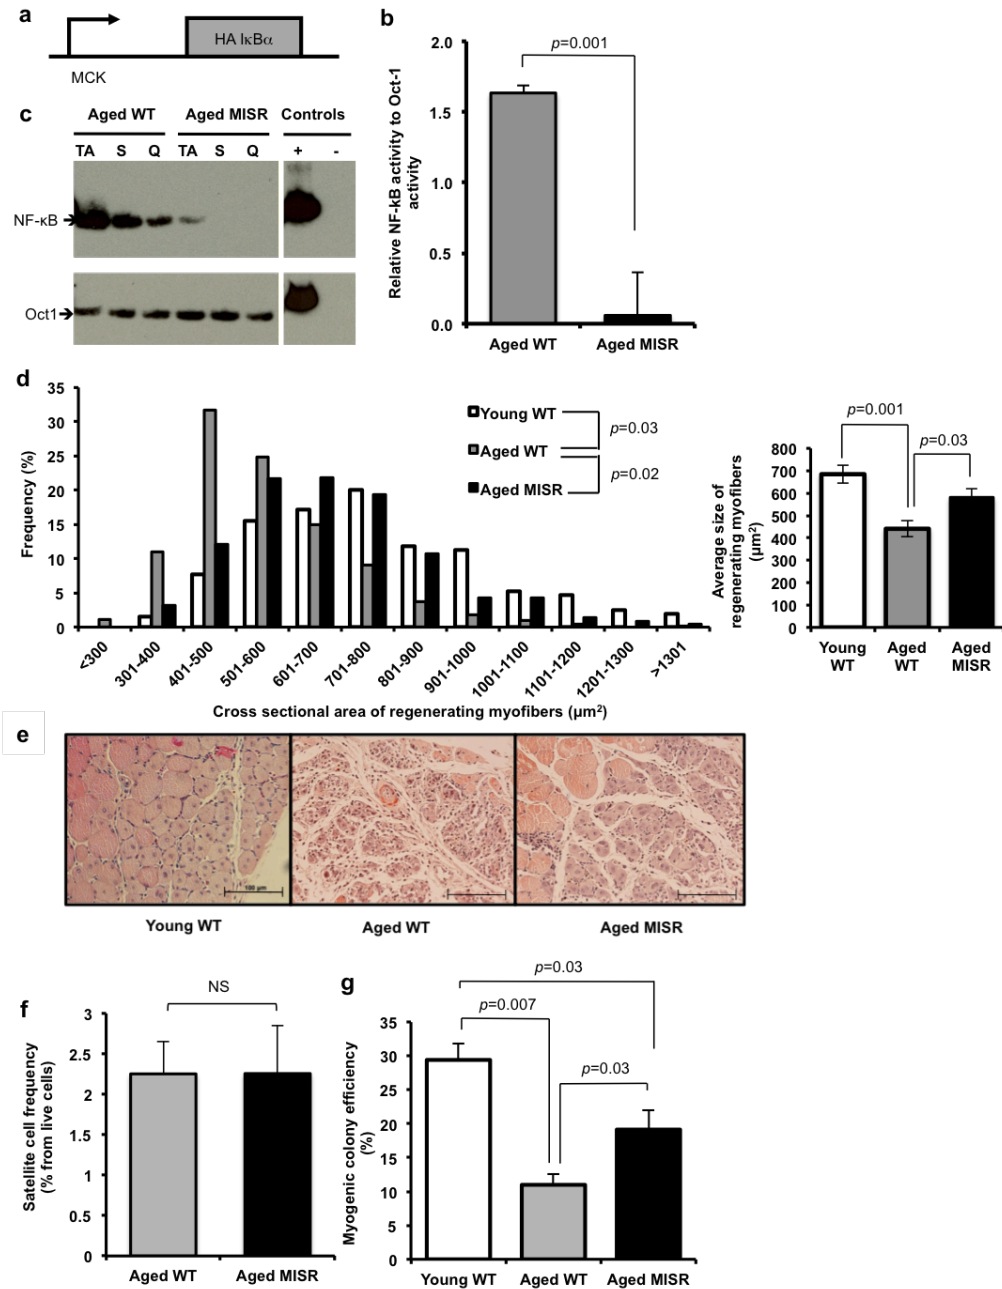 a
HA IκBα
MCK
b
2.0
1.5
1.0
0.5
0.0
Relative NF-kB activity to Oct-1
activity
p=0.001
Aged WT
Aged MISR
c
Aged WT Aged MISR Controls
TA S Q TA S Q + -
NF-κB
Oct1
d
35
30
25
20
15
10
5
0
Frequency (%)
Young WT
Aged WT
Aged MISR
p=0.03
p=0.02
<300
301-400
401-500
501-600
601-700
701-800
801-900
901-1000
1001-1100
1101-1200
1201-1300
>1301
Cross sectional area of regenerating myofibers (µm²)
800
700
600
500
400
300
200
100
0
Average size of
regenerating myofibers
(µm²)
p=0.001
p=0.03
Young
WT
Aged
WT
Aged
MISR
e
100 µm
Young WT
Aged WT
Aged MISR
f
3
2.5
2
1.5
1
0.5
0
Satellite cell frequency
(% from live cells)
NS
Aged WT
Aged MISR
g
35
30
25
20
15
10
5
0
Myogenic colony efficiency
(%)
p=0.03
p=0.007
p=0.03
Young WT
Aged WT
Aged MISR